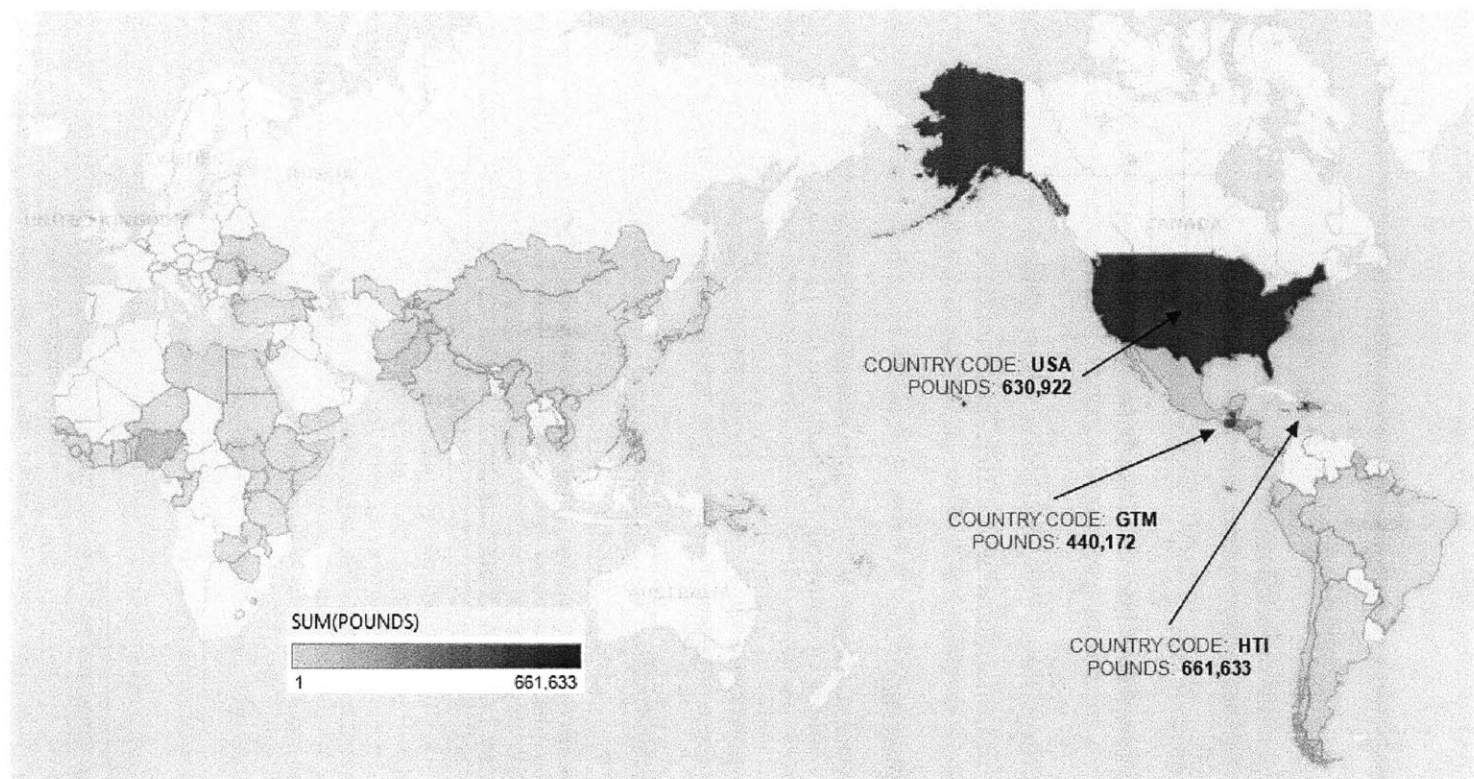 COUNTRY CODE: USA
POUNDS: 630,922
COUNTRY CODE: GTM
POUNDS: 440,172
COUNTRY CODE: HTI
POUNDS: 661,633
SUM(POUNDS)
1 661,633